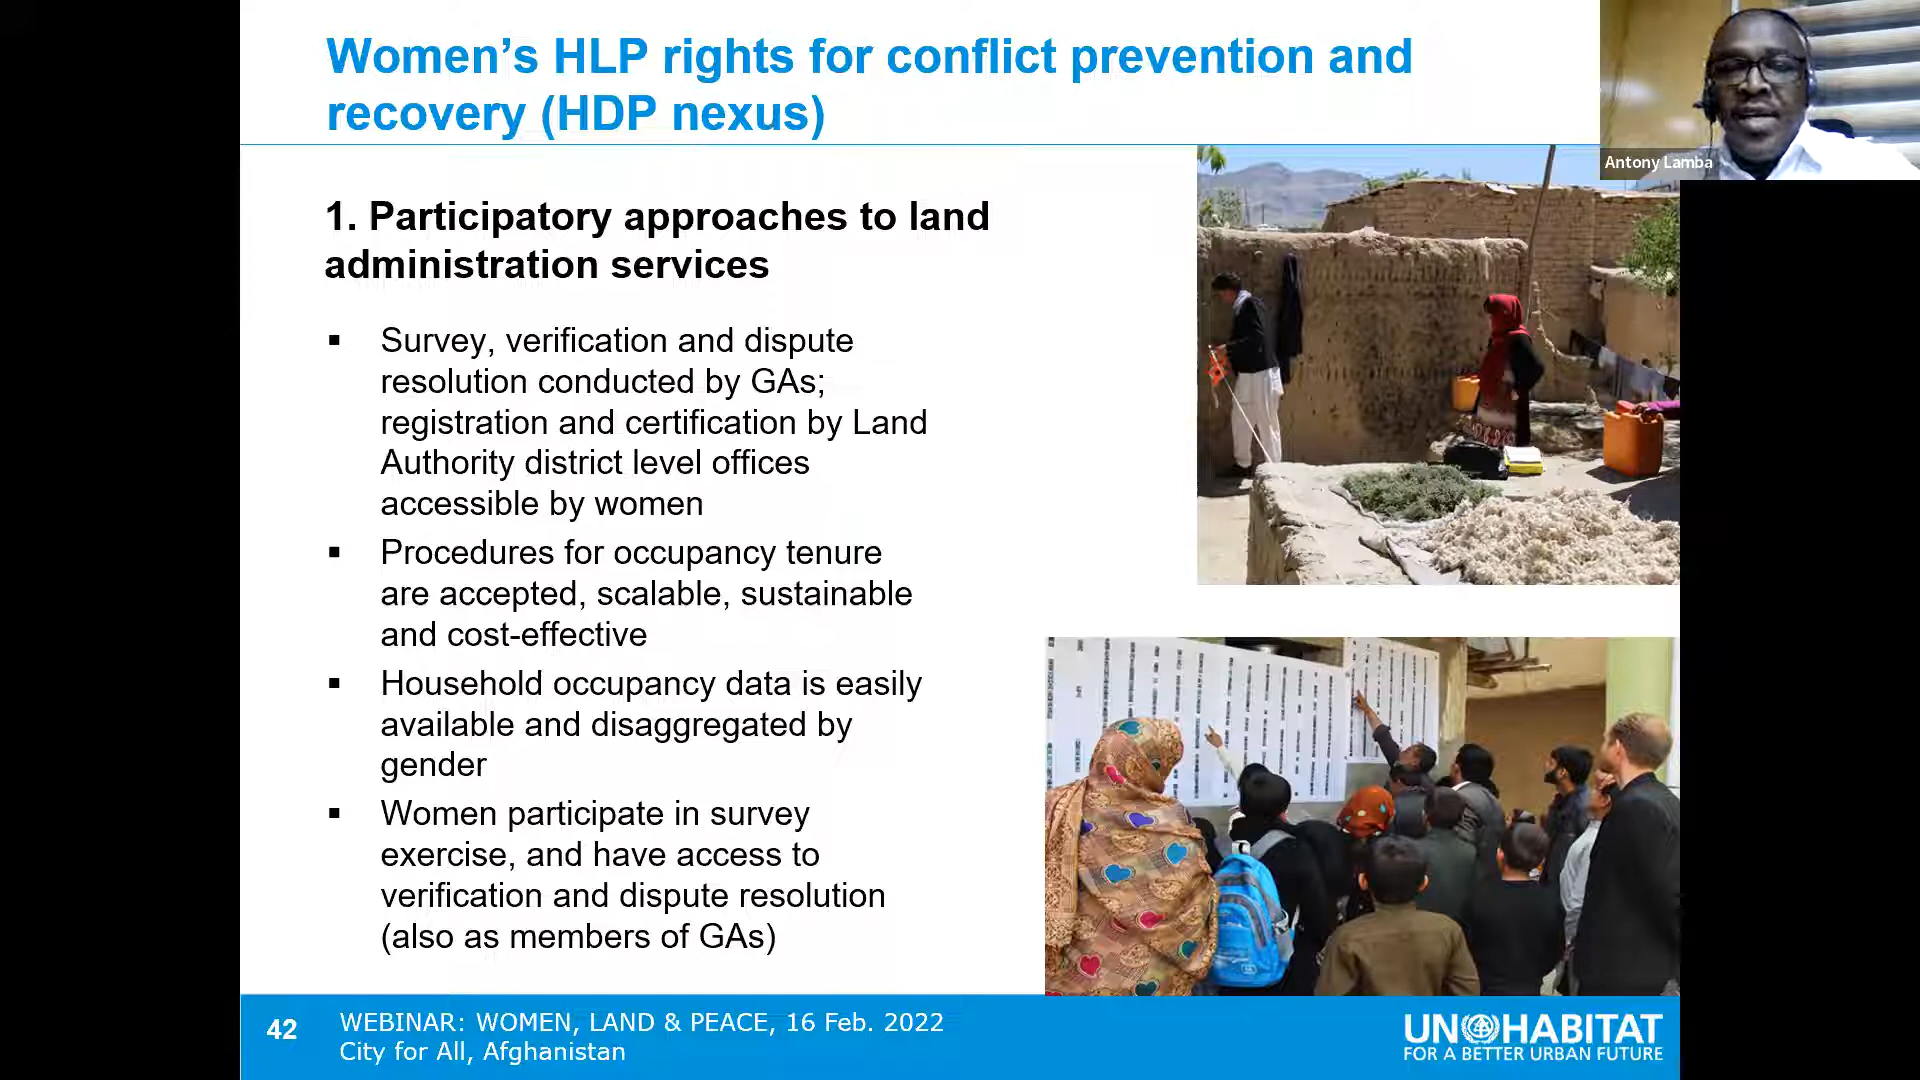 Women’s HLP rights for conflict prevention and
recovery (HDP nexus)
Antony Lamba
1. Participatory approaches to land
administration services
▪ Survey, verification and dispute
resolution conducted by GAs;
registration and certification by Land
Authority district level offices
accessible by women
▪ Procedures for occupancy tenure
are accepted, scalable, sustainable
and cost-effective
▪ Household occupancy data is easily
available and disaggregated by
gender
▪ Women participate in survey
exercise, and have access to
verification and dispute resolution
(also as members of GAs)
42
WEBINAR: WOMEN, LAND & PEACE, 16 Feb. 2022
City for All, Afghanistan
UN HABITAT
FOR A BETTER URBAN FUTURE